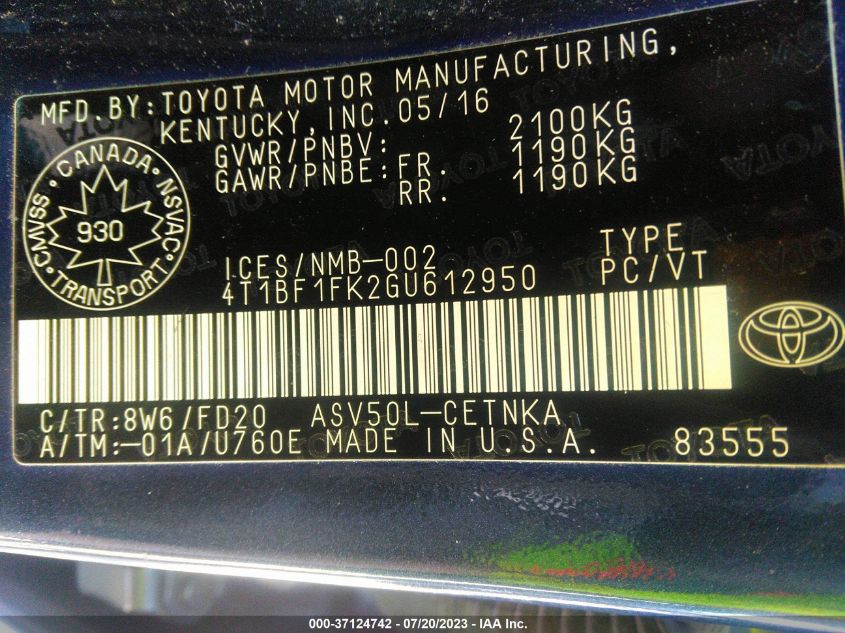 MFD.BY:TOYOTA MOTOR MANUFACTURING,
KENTUCKY,INC.05/16
GVWR/PNBV: 2100KG
GAWR/PNBE:FR. 1190KG
RR. 1190KG
CANADA · NSVAC · TRANSPORT · CMVSS ·
930
ICES/NMB-002 TYPE
4T1BF1FK2GU612950 PC/VT
C/TR:8W6/FD20 ASV50L-CETNKA
A/TM:-01A/U760E MADE IN U.S.A. 83555
000-37124742 - 07/20/2023 - IAA Inc.